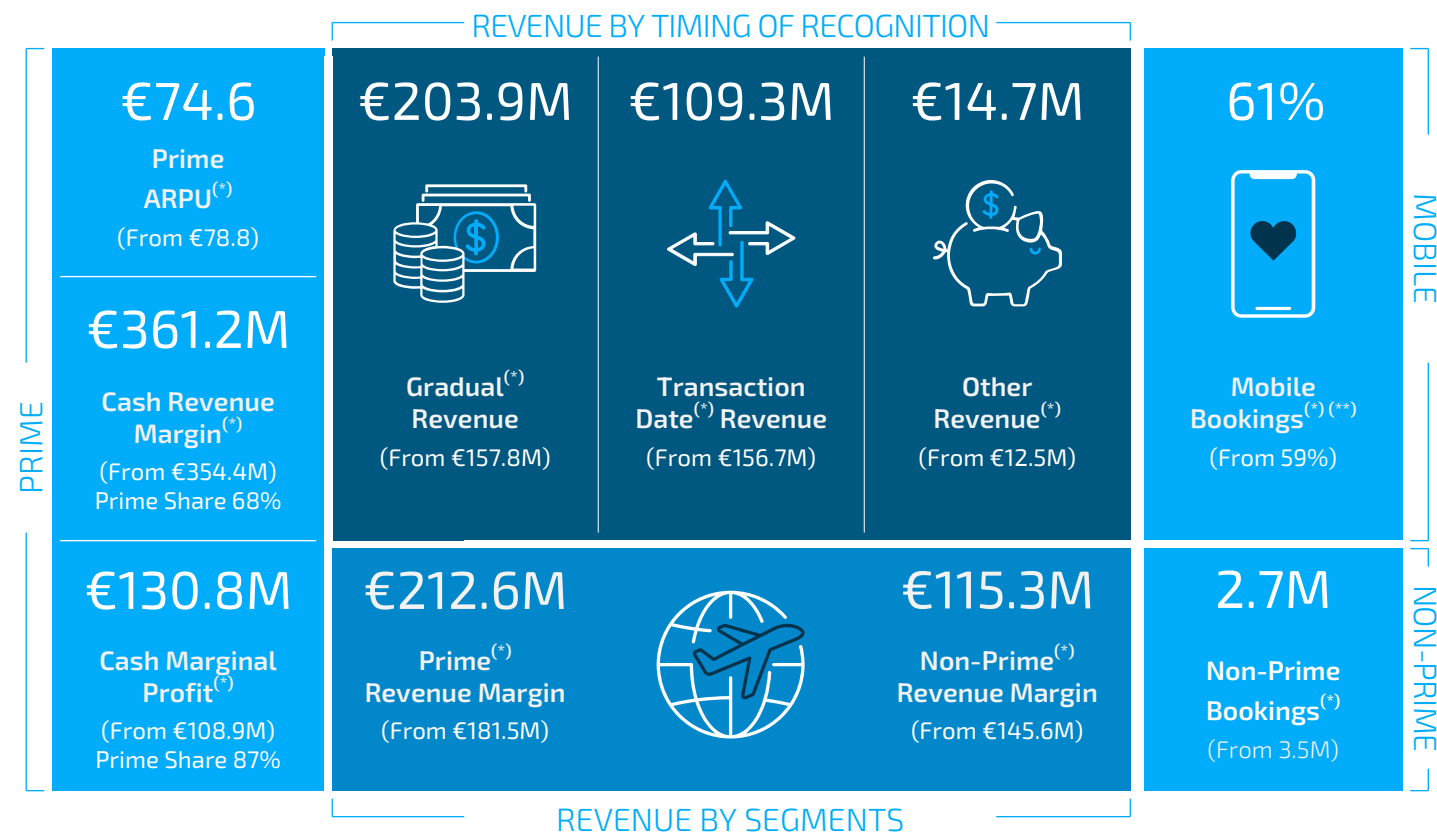 REVENUE BY TIMING OF RECOGNITION
PRIME
€74.6
Prime
ARPU(*)
(From €78.8)
€361.2M
Cash Revenue
Margin(*)
(From €354.4M)
Prime Share 68%
€130.8M
Cash Marginal
Profit(*)
(From €108.9M)
Prime Share 87%
€203.9M
$
Gradual(*)
Revenue
(From €157.8M)
€109.3M
Transaction
Date(*) Revenue
(From €156.7M)
€14.7M
$
Other
Revenue(*)
(From €12.5M)
€212.6M
Prime(*)
Revenue Margin
(From €181.5M)
€115.3M
Non-Prime(*)
Revenue Margin
(From €145.6M)
REVENUE BY SEGMENTS
61%
Mobile
Bookings(*) (**)
(From 59%)
MOBILE
2.7M
Non-Prime
Bookings(*)
(From 3.5M)
NON-PRIME